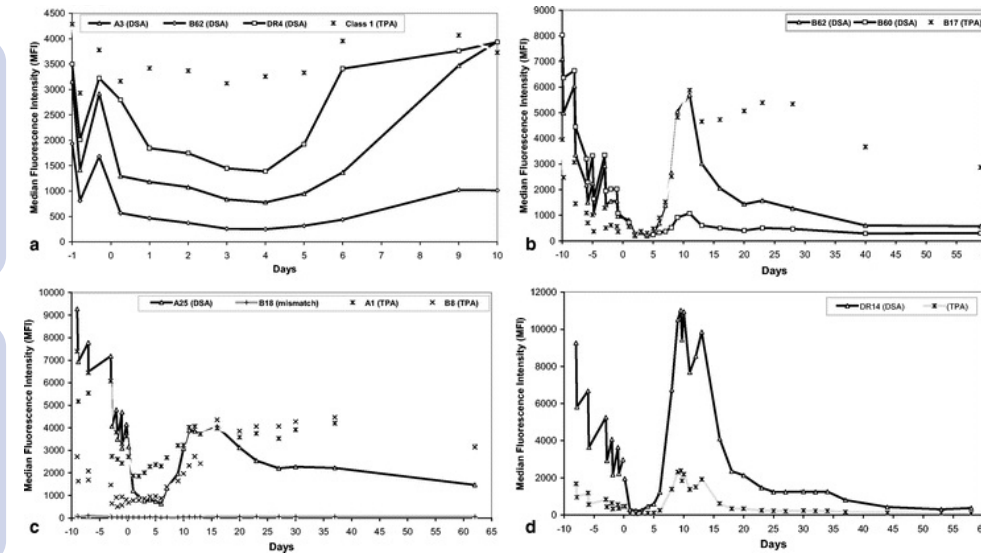 A3 (DSA) B62 (DSA) DR4 (DSA) Class 1 (TPA)
Median Fluorescence Intensity (MFI)
4500
4000
3500
3000
2500
2000
1500
1000
500
0
-1 0 1 2 3 4 5 6 7 8 9 10
a
Days
B62 (DSA) B60 (DSA) B17 (TPA)
Median Fluorescence Intensity (MFI)
9000
8000
7000
6000
5000
4000
3000
2000
1000
0
-10 -5 0 5 10 15 20 25 30 35 40 45 50 55
b
Days
A25 (DSA) B18 (mismatch) A1 (TPA) B8 (TPA)
Median Fluorescence Intensity (MFI)
10000
9000
8000
7000
6000
5000
4000
3000
2000
1000
0
-10 -5 0 5 10 15 20 25 30 35 40 45 50 55 60 65
c
Days
DR14 (DSA) (TPA)
Median Fluorescence Intensity (MFI)
12000
10000
8000
6000
4000
2000
0
-10 -5 0 5 10 15 20 25 30 35 40 45 50 55
d
Days